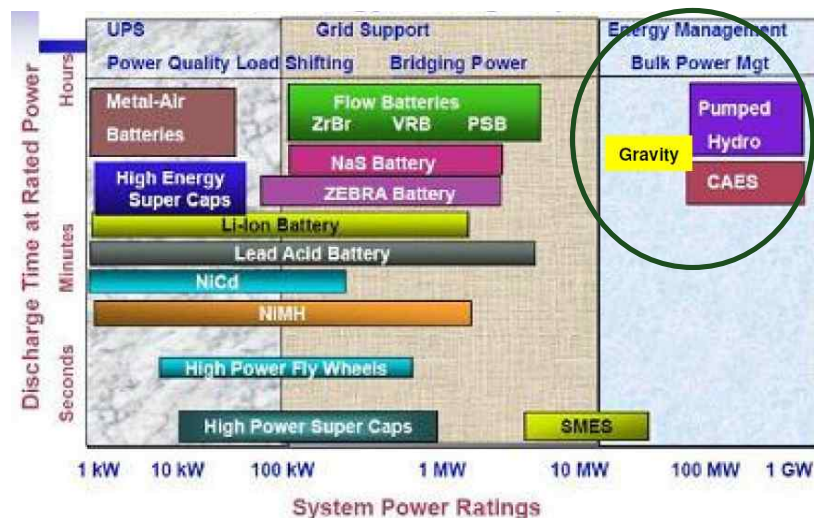 UPS
Grid Support
Energy Management
Power Quality Load Shifting
Bridging Power
Bulk Power Mgt
Discharge Time at Rated Power
Hours
Minutes
Seconds
Metal-Air
Batteries
Flow Batteries
ZrBr VRB PSB
Pumped
Hydro
Gravity
High Energy
Super Caps
NaS Battery
ZEBRA Battery
CAES
Li-Ion Battery
Lead Acid Battery
NiCd
NiMH
High Power Fly Wheels
High Power Super Caps
SMES
1 kW 10 kW 100 kW 1 MW 10 MW 100 MW 1 GW
System Power Ratings